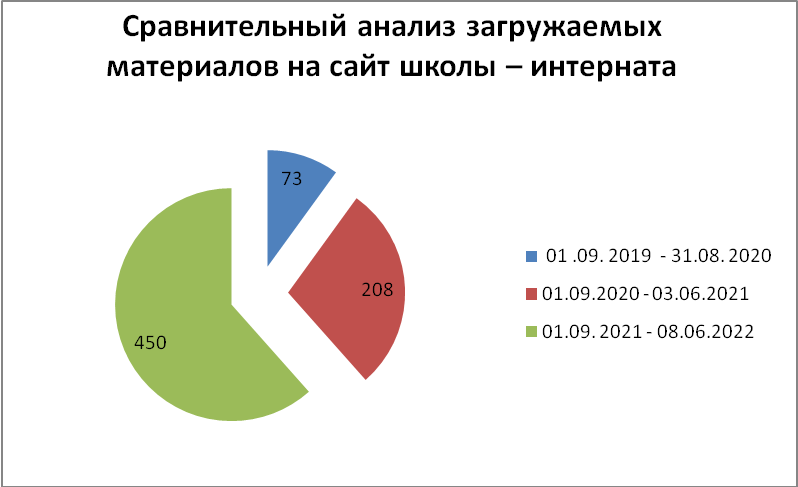 Сравнительный анализ загружаемых
материалов на сайт школы – интерната
73
208
450
01 .09. 2019 - 31.08. 2020
01.09.2020 - 03.06.2021
01.09. 2021 - 08.06.2022